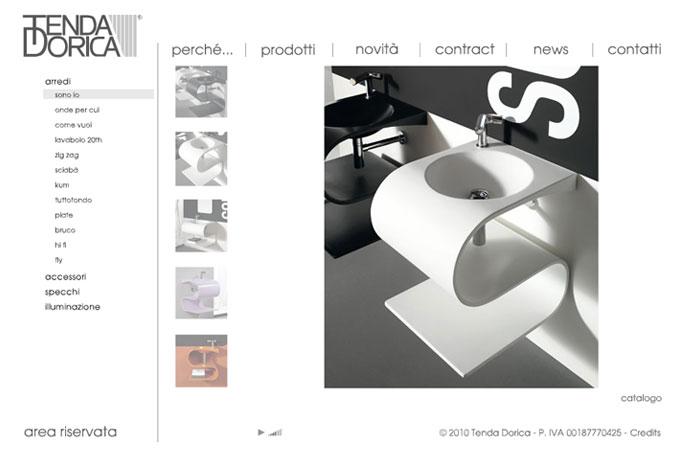 TENDA
DORICA
perché...
prodotti
novità
contract
news
contatti
arredi
sono io
onde per cui
come vuoi
lavabolo 20th.
zig zag
sciabà
kum
tuttotondo
plate
bruco
hi fi
fly
accessori
specchi
illuminazione
so
catalogo
area riservata
© 2010 Tenda Dorica - P. IVA 00187770425 - Credits